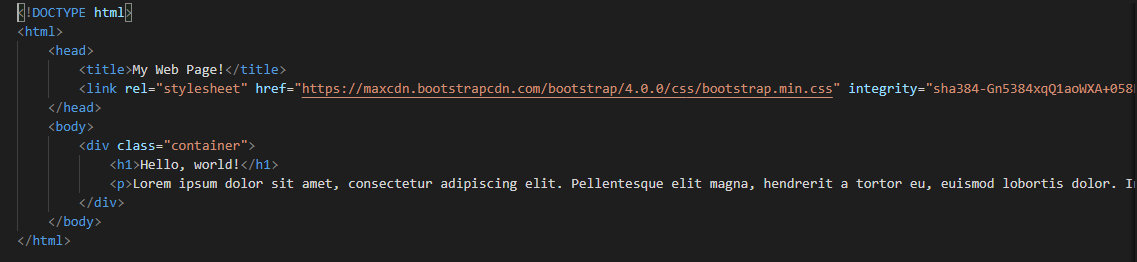 <!DOCTYPE html>
<html>
<head>
<title>My Web Page!</title>
<link rel="stylesheet" href="https://maxcdn.bootstrapcdn.com/bootstrap/4.0.0/css/bootstrap.min.css" integrity="sha384-Gn5384xqQ1aoWXA+058
</head>
<body>
<div class="container">
<h1>Hello, world!</h1>
<p>Lorem ipsum dolor sit amet, consectetur adipiscing elit. Pellentesque elit magna, hendrerit a tortor eu, euismod lobortis dolor.
</div>
</body>
</html>